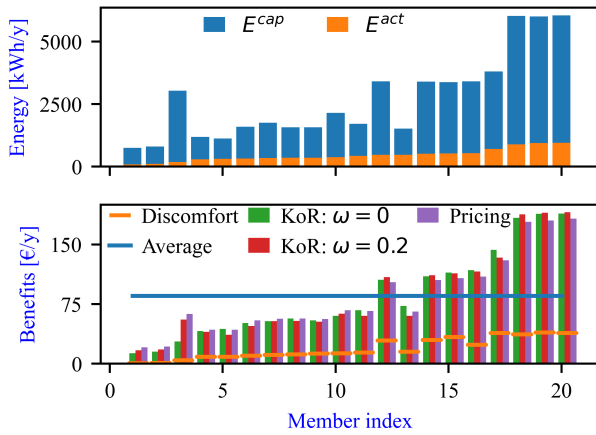 E^{cap} E^{act}
5000
2500
0
Energy [kWh/y]
Discomfort KoR: ω = 0 Pricing
Average KoR: ω = 0.2
150
75
0
Benefits [€/y]
0 5 10 15 20
Member index